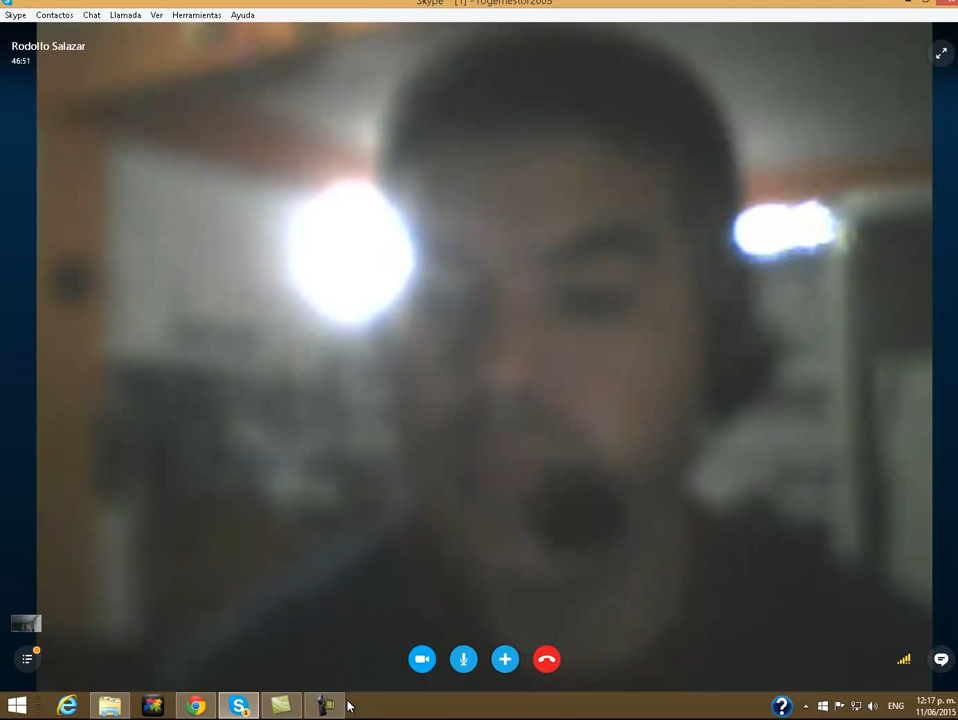 Skype [1] - rogernestor2003
Skype Contactos Chat Llamada Ver Herramientas Ayuda
Rodolfo Salazar
46:51
ENG
12:17 p. m.
11/06/2015